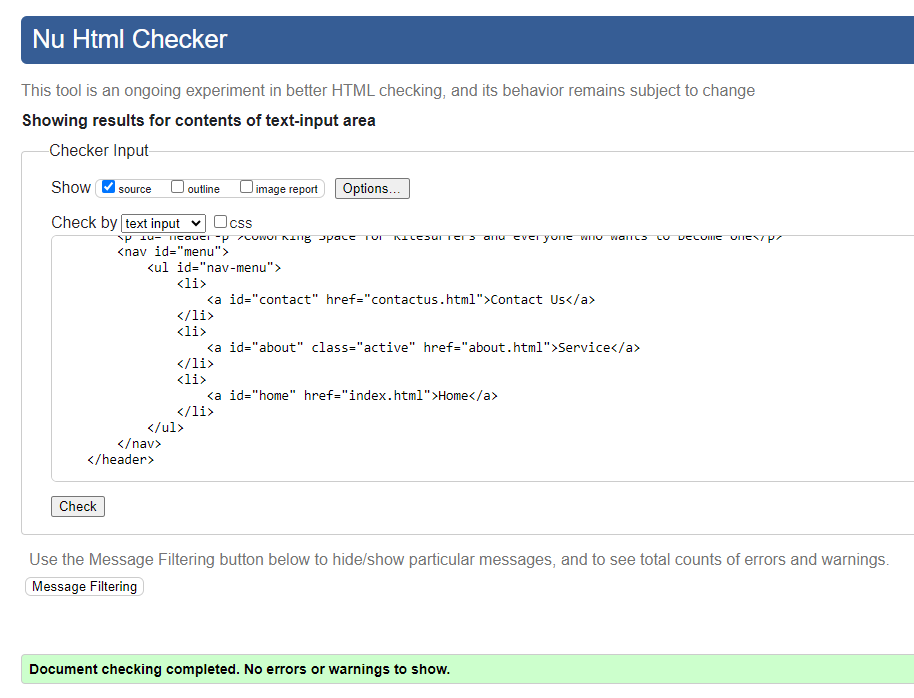 Nu Html Checker
This tool is an ongoing experiment in better HTML checking, and its behavior remains subject to change
Showing results for contents of text-input area
Checker Input
Show source outline image report Options...
Check by text input css
<p id="header-p">Coworking Space for Kitesurfers and everyone who wants to become one</p>
<nav id="menu">
<ul id="nav-menu">
<li>
<a id="contact" href="contactus.html">Contact Us</a>
</li>
<li>
<a id="about" class="active" href="about.html">Service</a>
</li>
<li>
<a id="home" href="index.html">Home</a>
</li>
</ul>
</nav>
</header>
Check
Use the Message Filtering button below to hide/show particular messages, and to see total counts of errors and warnings.
Message Filtering
Document checking completed. No errors or warnings to show.